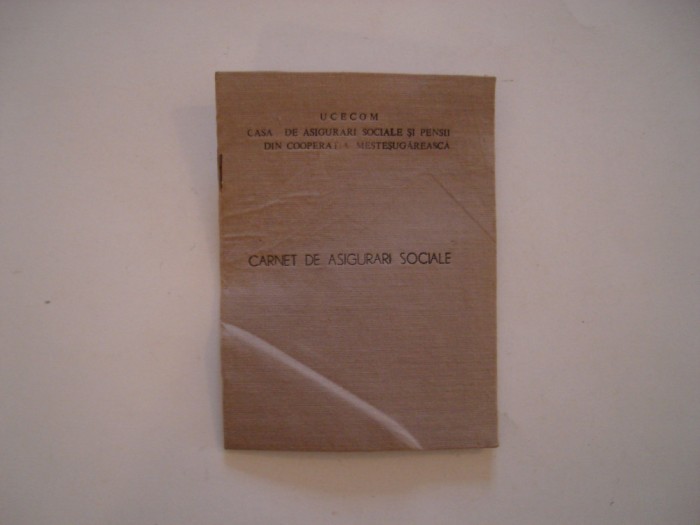 UCECOM
CASA DE ASIGURARI SOCIALE ȘI PENSII
DIN COOPERAȚIA MEȘTEȘUGĂREASCĂ
CARNET DE ASIGURARI SOCIALE